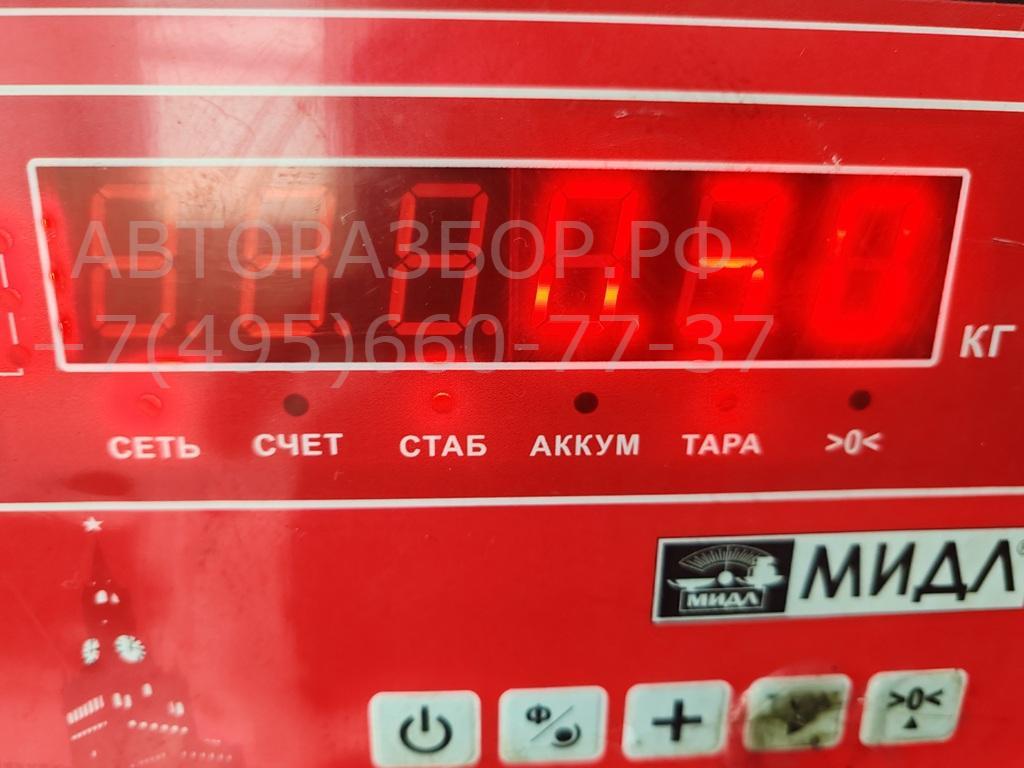 АВТОРАЗБОР.РФ
+7(495)660-77-37
КГ
СЕТЬ СЧЕТ СТАБ АККУМ ТАРА >0<
МИДЛ МИДЛ
Ф >0<